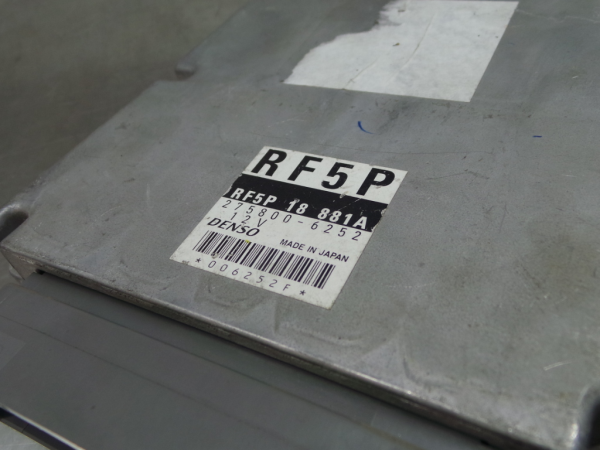 RF5P
RF5P 18 881A
275800-6252
12V
DENSO
MADE IN JAPAN
*006252F*